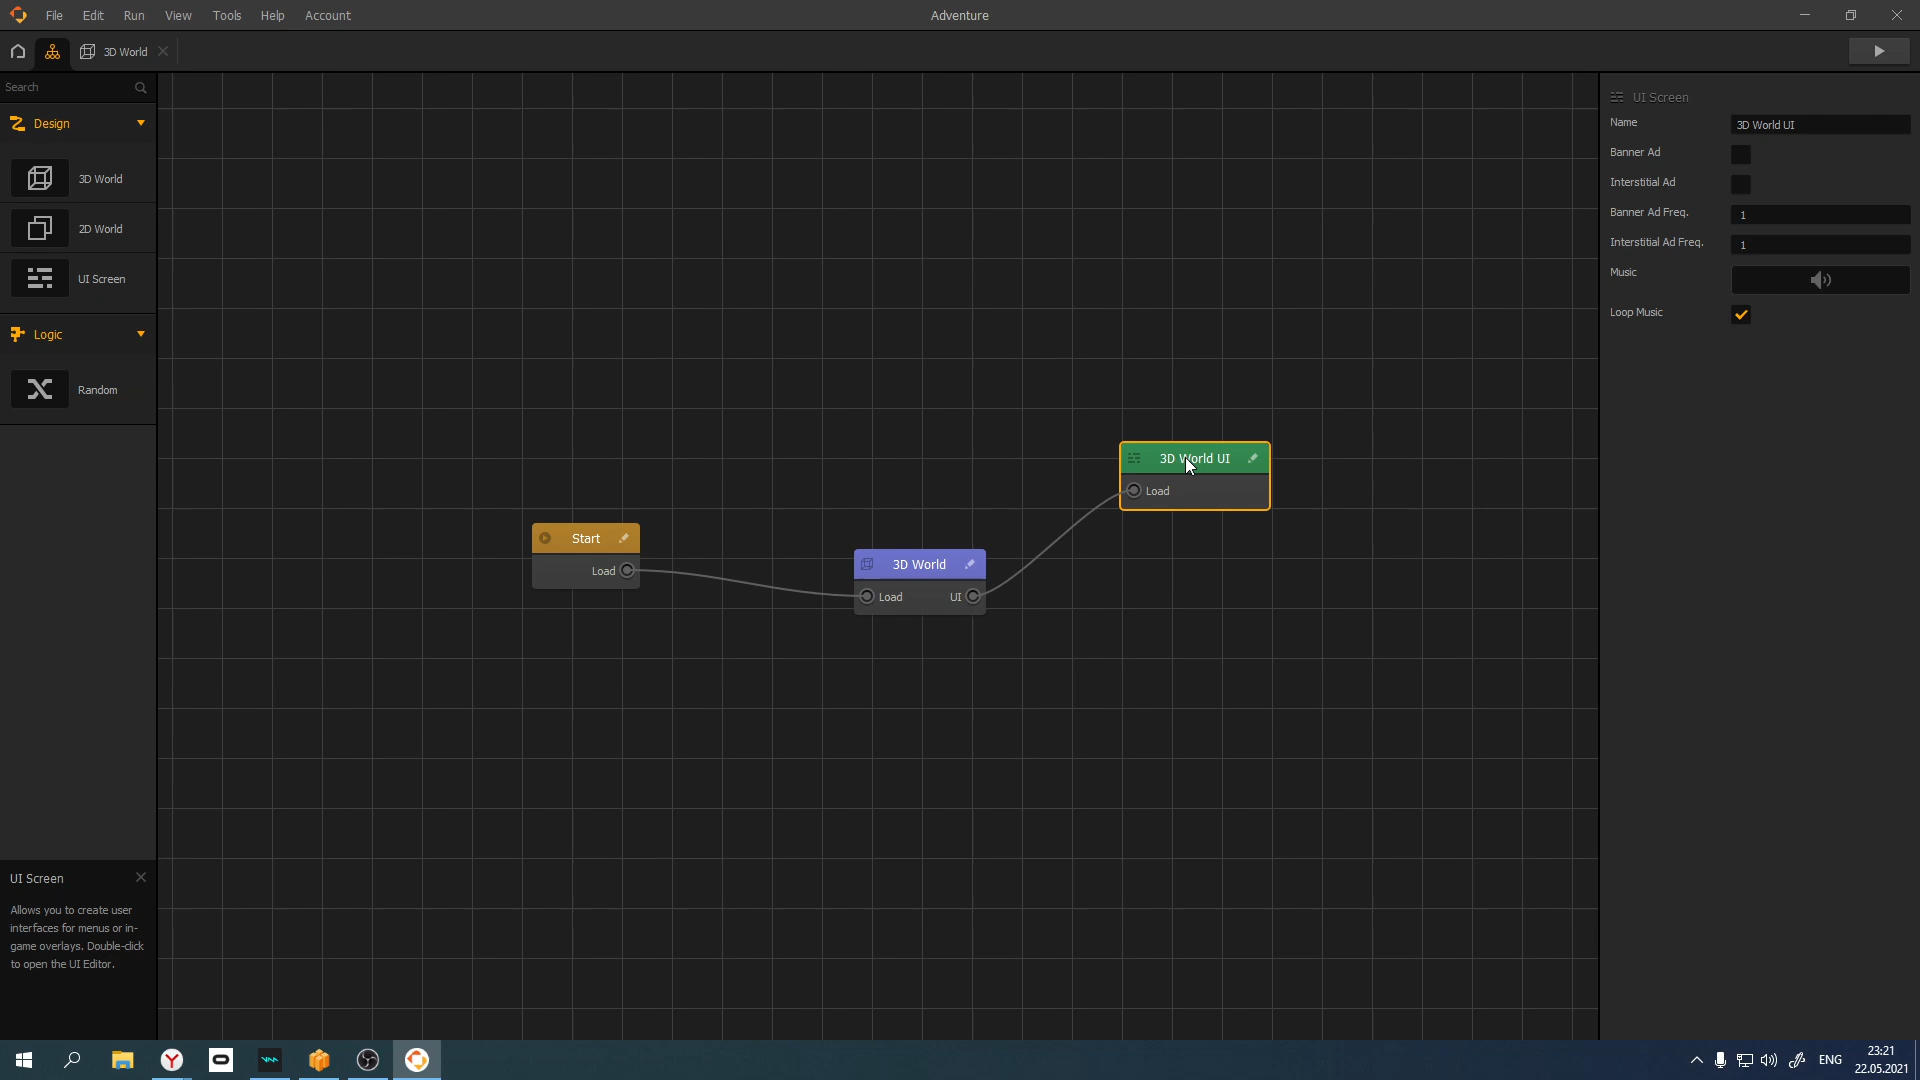 File Edit Run View Tools Help Account
Adventure
3D World
Search
Design
3D World
2D World
UI Screen
Logic
Random
UI Screen
Name 3D World UI
Banner Ad
Interstitial Ad
Banner Ad Freq. 1
Interstitial Ad Freq. 1
Music
Loop Music
3D World UI
Load
Start
Load
3D World
Load UI
UI Screen
Allows you to create user
interfaces for menus or in-
game overlays. Double-click
to open the UI Editor.
ENG
23:21
22.05.2021